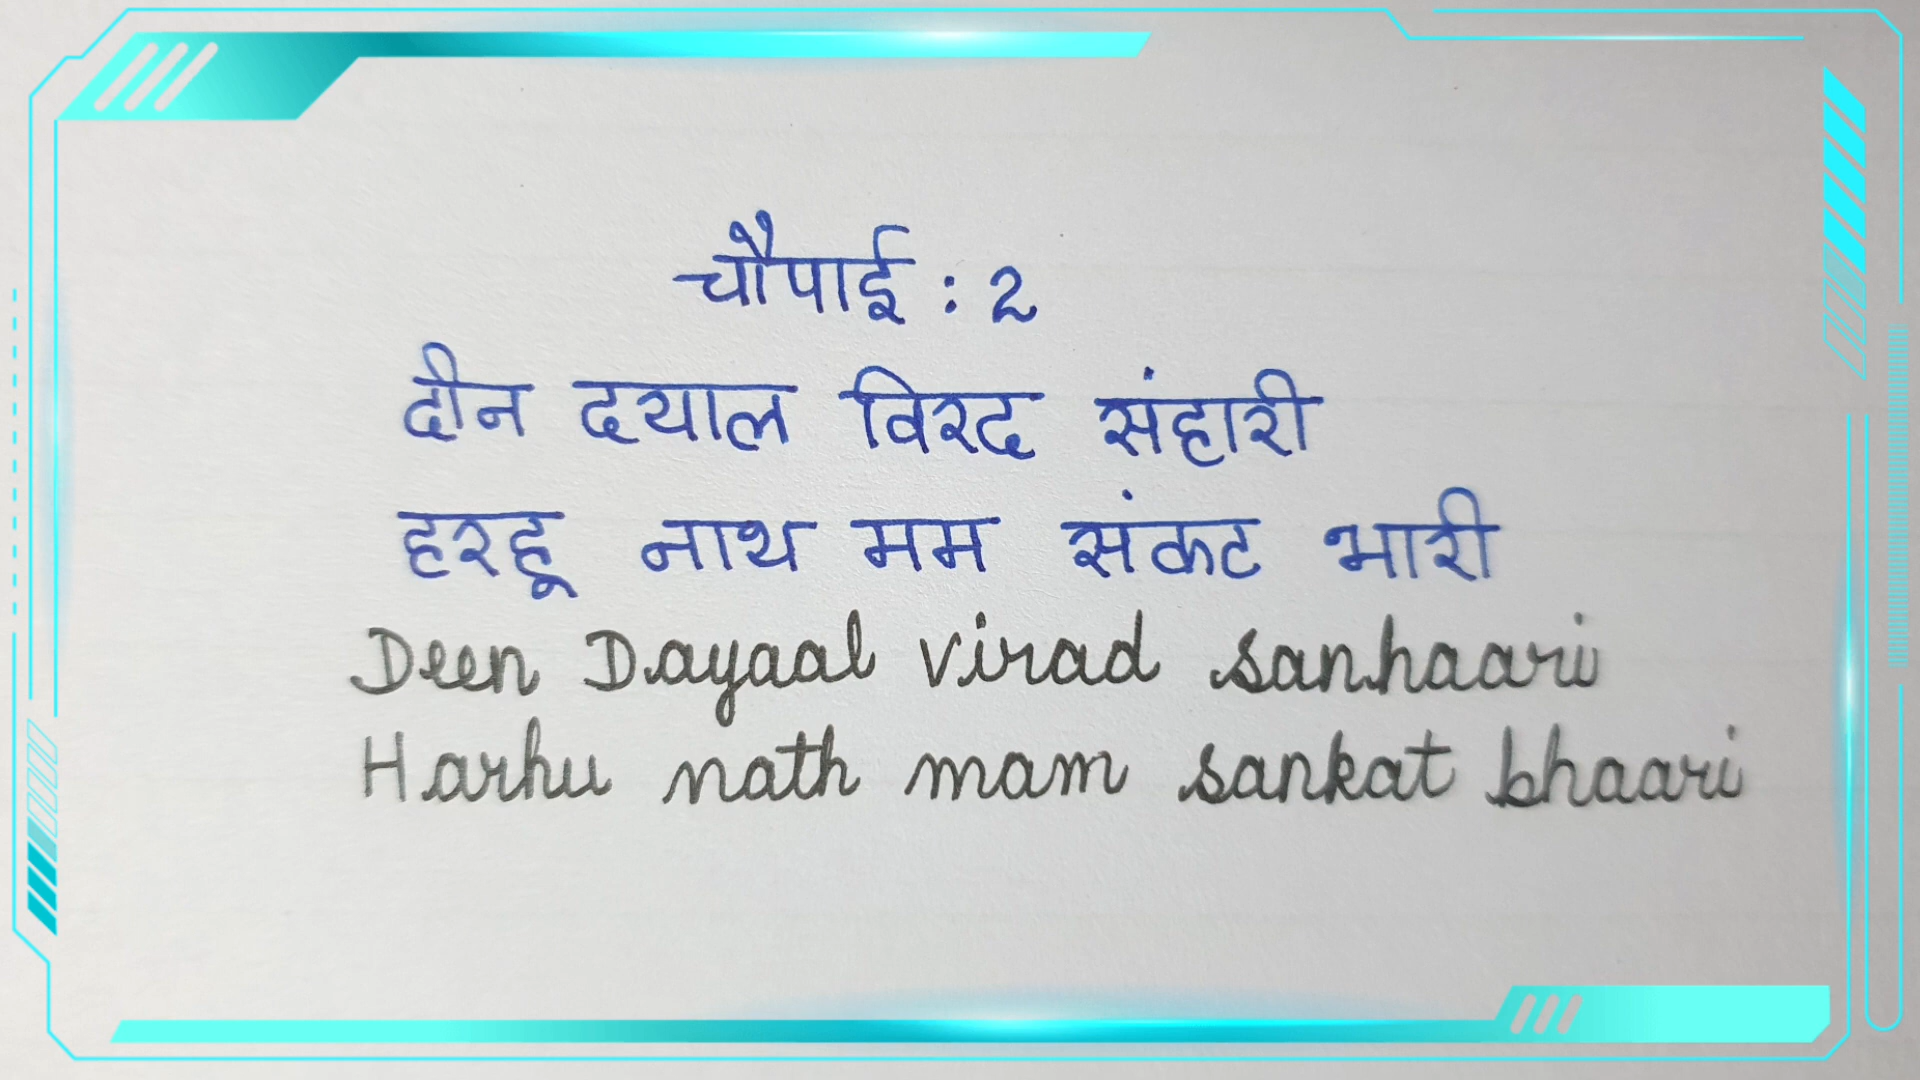 चौपाई : 2
दीन दयाल विरद संहारी
हरहू नाथ मम संकट भारी
Deen Dayaal virad sanhaari
Harhu nath mam sankat bhaari